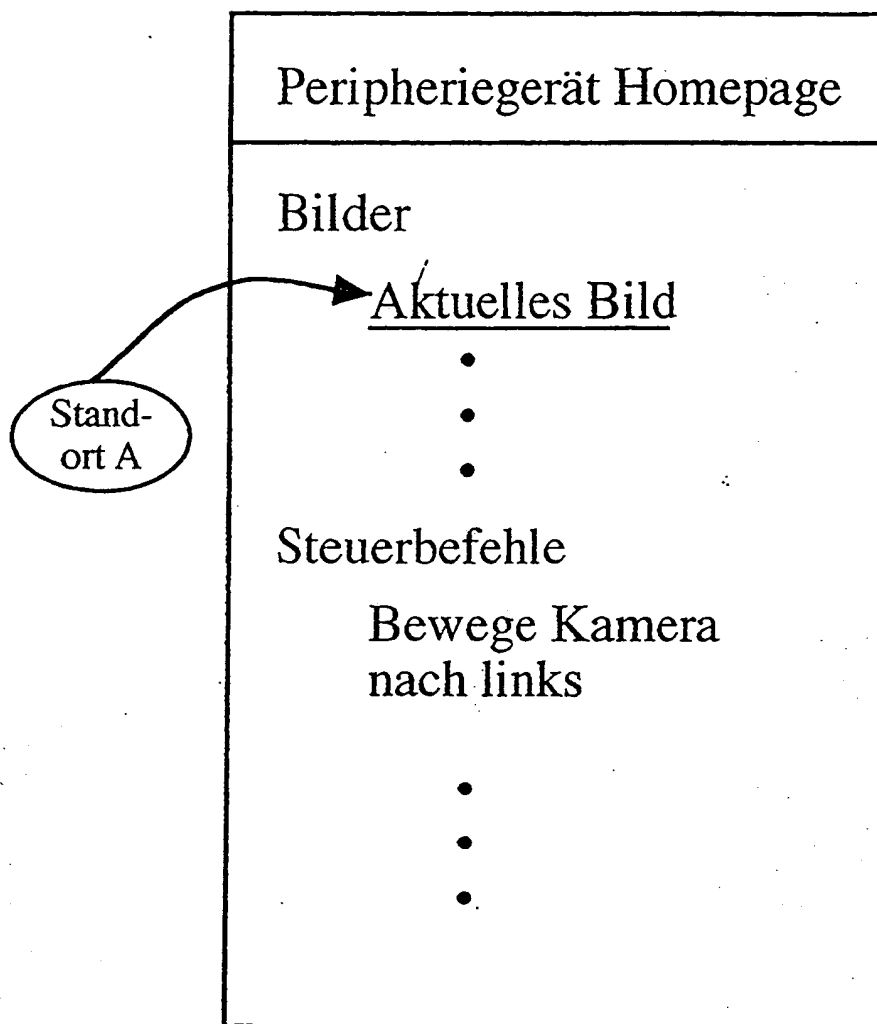 Peripheriegerät Homepage
Bilder
Aktuelles Bild
Stand-
ort A
Steuerbefehle
Bewege Kamera
nach links